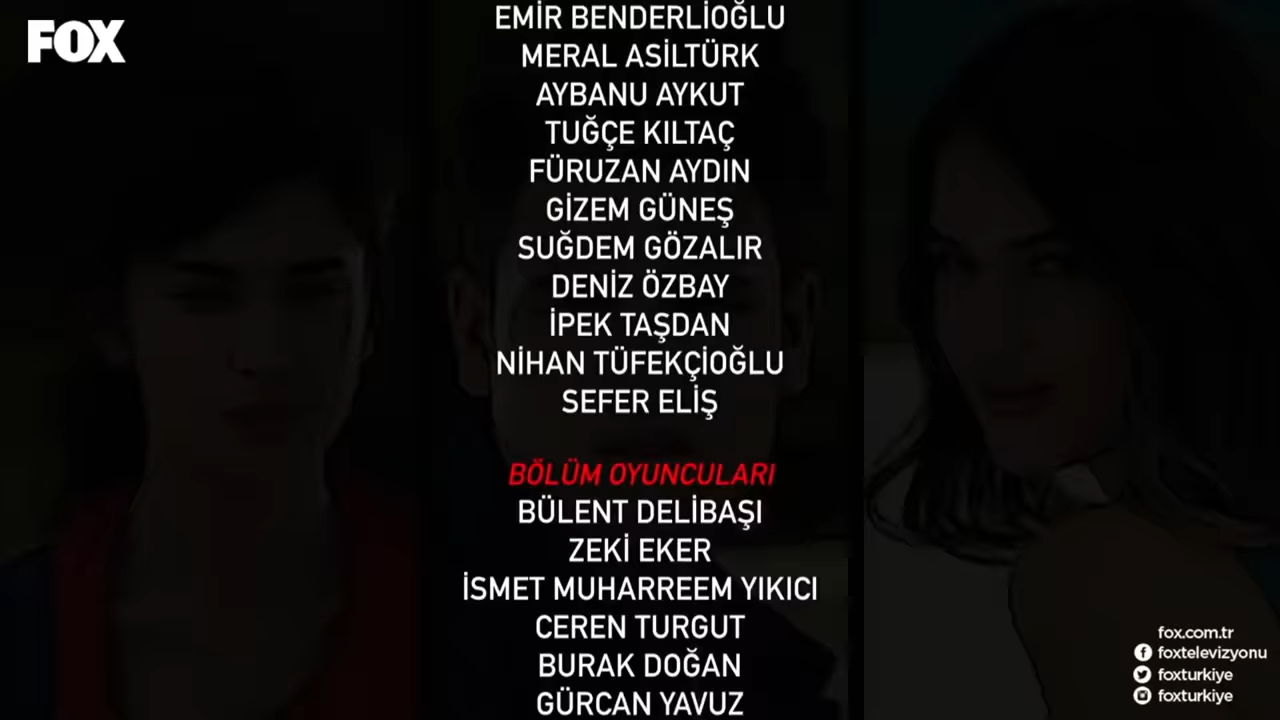 FOX
EMİR BENDERLİOĞLU
MERAL ASİLTÜRK
AYBANU AYKUT
TUĞÇE KILTAÇ
FÜRUZAN AYDIN
GİZEM GÜNEŞ
SUĞDEM GÖZALIR
DENİZ ÖZBAY
İPEK TAŞDAN
NİHAN TÜFEKÇİOĞLU
SEFER ELİŞ
BÖLÜM OYUNCULARI
BÜLENT DELİBAŞI
ZEKİ EKER
İSMET MUHARREEM YIKICI
CEREN TURGUT
BURAK DOĞAN
GÜRCAN YAVUZ
fox.com.tr
foxtelevizyonu
foxturkiye
foxturkiye